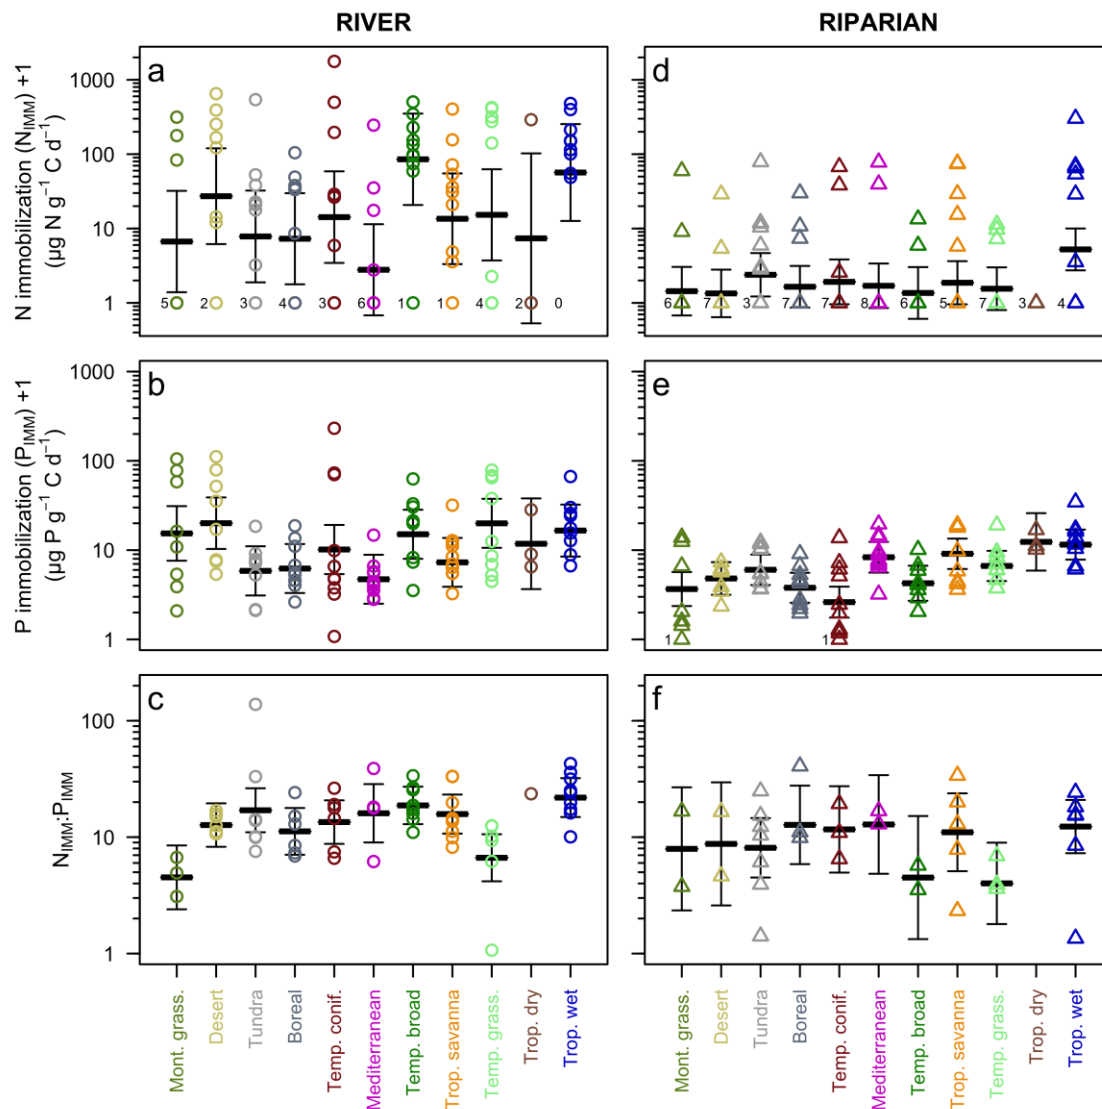 RIVER
RIPARIAN
N immobilization (N_IMM) +1
(µg N g⁻¹ C d⁻¹)
1000
100
10
1
a
5 2 3 4 3 6 1 1 4 2 0
d
6 7 3 7 7 8 6 5 7 3 4
P immobilization (P_IMM) +1
(µg P g⁻¹ C d⁻¹)
1000
100
10
1
b
e
1 1
N_IMM:P_IMM
100
10
1
c
f
Mont. grass.
Desert
Tundra
Boreal
Temp. conif.
Mediterranean
Temp. broad
Trop. savanna
Temp. grass.
Trop. dry
Trop. wet
Mont. grass.
Desert
Tundra
Boreal
Temp. conif.
Mediterranean
Temp. broad
Trop. savanna
Temp. grass.
Trop. dry
Trop. wet